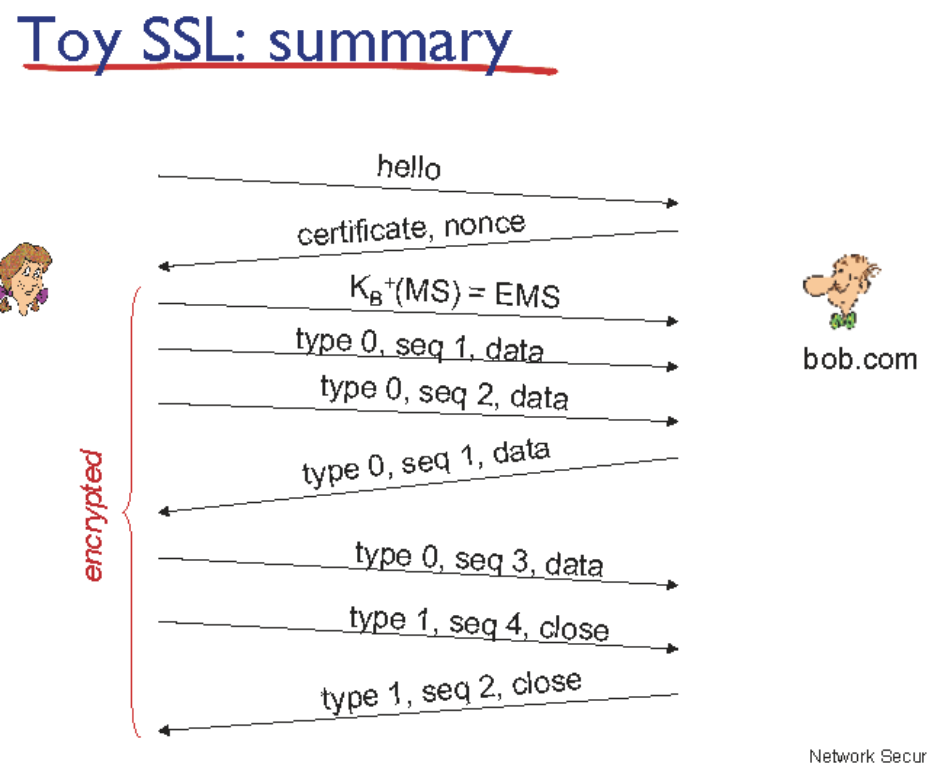 Toy SSL: summary
hello
certificate, nonce
K_B⁺(MS) = EMS
type 0, seq 1, data
bob.com
type 0, seq 2, data
type 0, seq 1, data
encrypted
type 0, seq 3, data
type 1, seq 4, close
type 1, seq 2, close
Network Secur